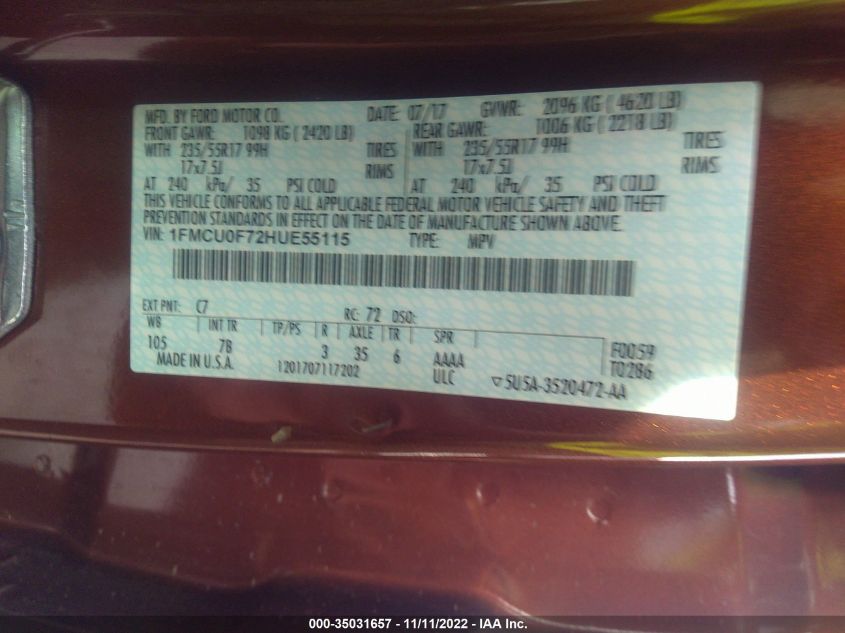 MFD. BY FORD MOTOR CO. DATE: 07/17 GVWR: 2096 KG ( 4620 LB)
FRONT GAWR: 1098 KG ( 2420 LB) REAR GAWR: 1006 KG ( 2218 LB)
WITH 235/55R17 99H TIRES WITH 235/55R17 99H TIRES
17x7.5J RIMS 17x7.5J RIMS
AT 240 kPa/ 35 PSI COLD AT 240 kPa/ 35 PSI COLD
THIS VEHICLE CONFORMS TO ALL APPLICABLE FEDERAL MOTOR VEHICLE SAFETY AND THEFT
PREVENTION STANDARDS IN EFFECT ON THE DATE OF MANUFACTURE SHOWN ABOVE.
VIN: 1FMCU0F72HUE55115 TYPE: MPV
EXT PNT: C7 RC: 72 DSO:
WB INT TR TP/PS R AXLE TR SPR
105 7B 3 35 6 AAAA F0059
MADE IN U.S.A. 1201707117202 ULC T0286
▽5U5A-3520472-AA
000-35031657 - 11/11/2022 - IAA Inc.